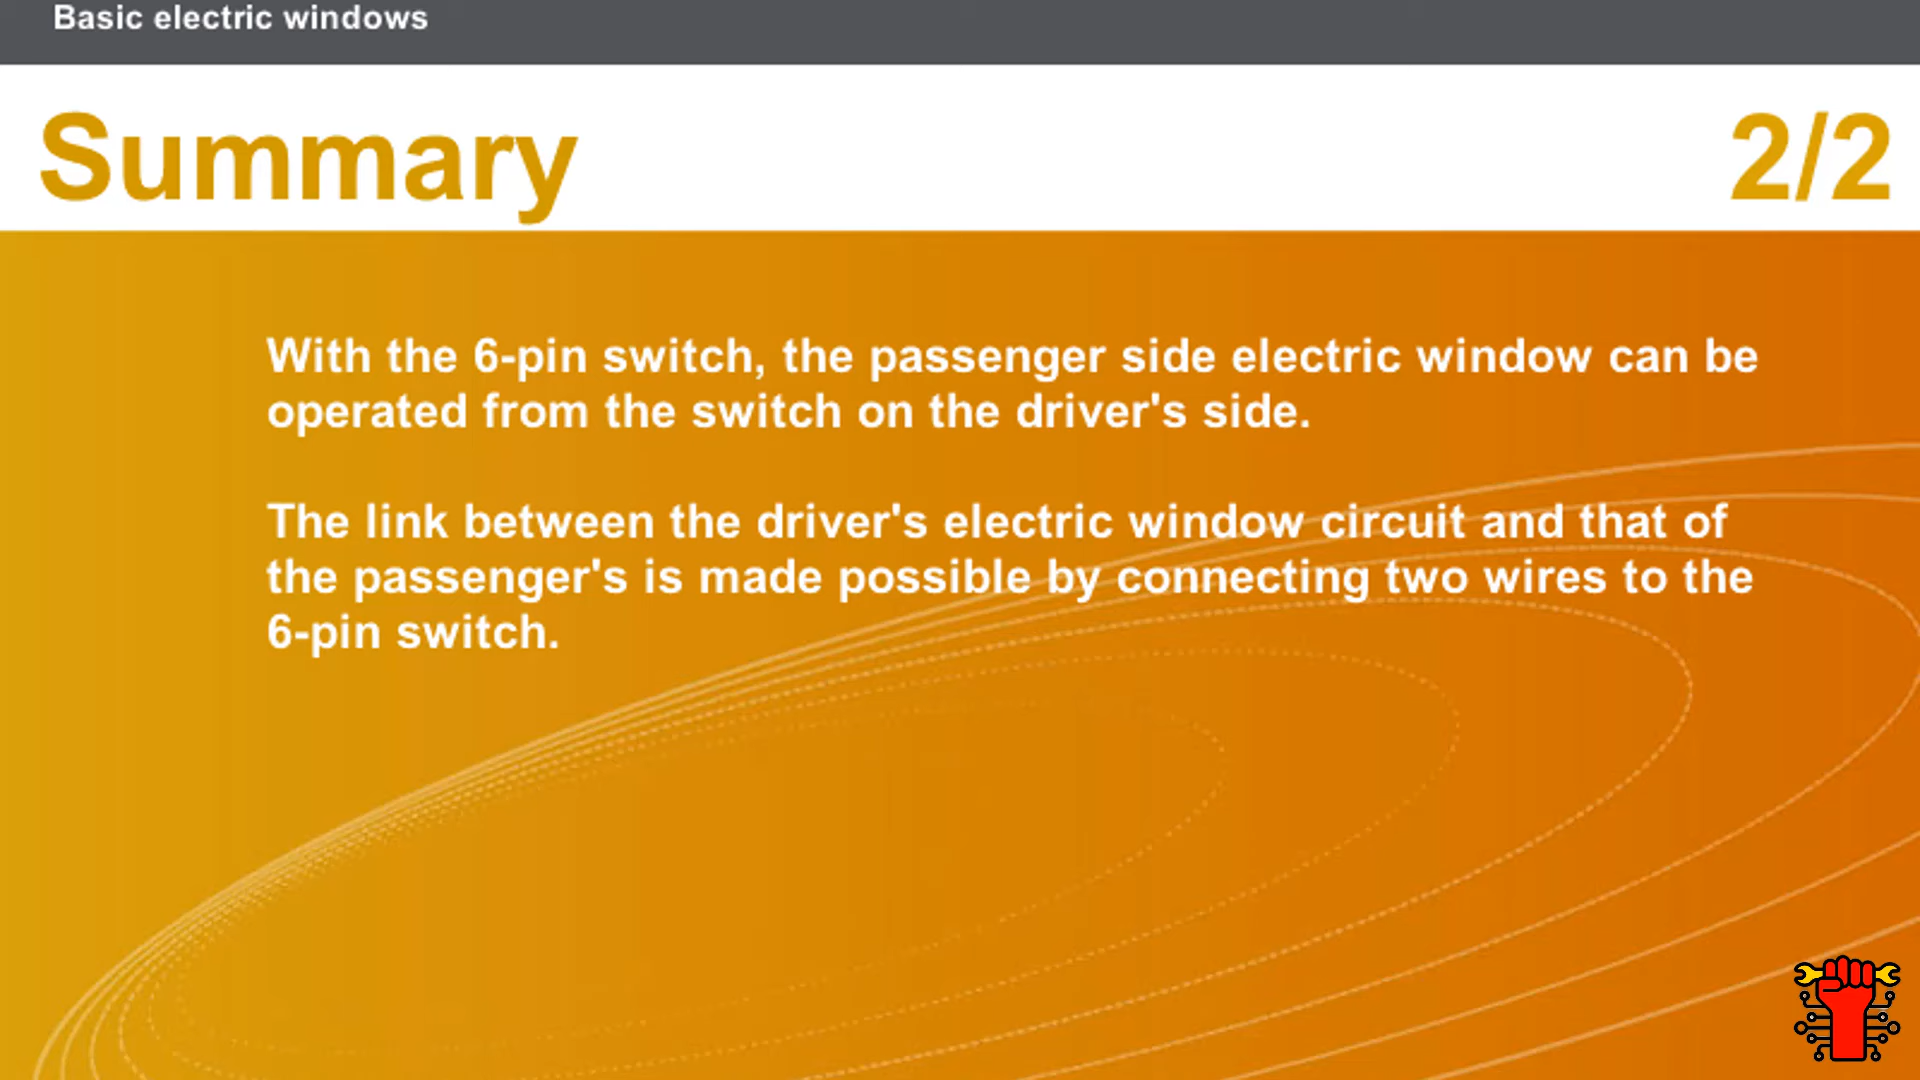 Basic electric windows
Summary
2/2
With the 6-pin switch, the passenger side electric window can be
operated from the switch on the driver's side.
The link between the driver's electric window circuit and that of
the passenger's is made possible by connecting two wires to the
6-pin switch.